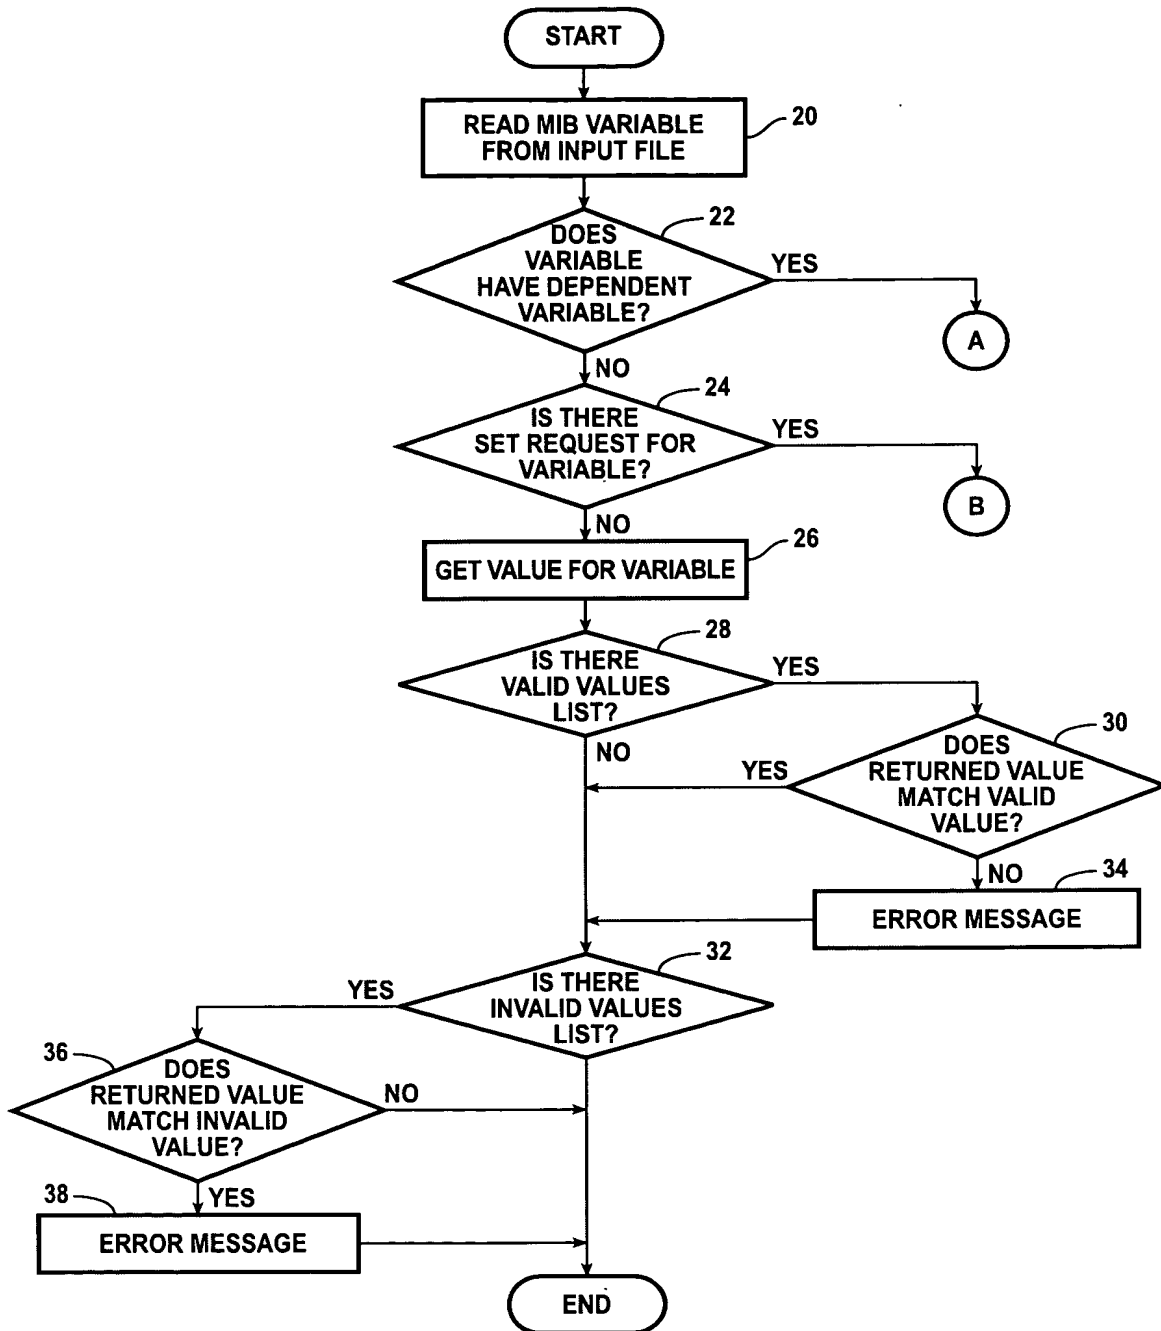 START
READ MIB VARIABLE
FROM INPUT FILE
20
DOES
VARIABLE
HAVE DEPENDENT
VARIABLE?
22
YES
A
NO
IS THERE
SET REQUEST FOR
VARIABLE?
24
YES
B
NO
GET VALUE FOR VARIABLE
26
IS THERE
VALID VALUES
LIST?
28
YES
NO
DOES
RETURNED VALUE
MATCH VALID
VALUE?
30
YES
NO
ERROR MESSAGE
34
IS THERE
INVALID VALUES
LIST?
32
YES
DOES
RETURNED VALUE
MATCH INVALID
VALUE?
36
NO
YES
ERROR MESSAGE
38
END